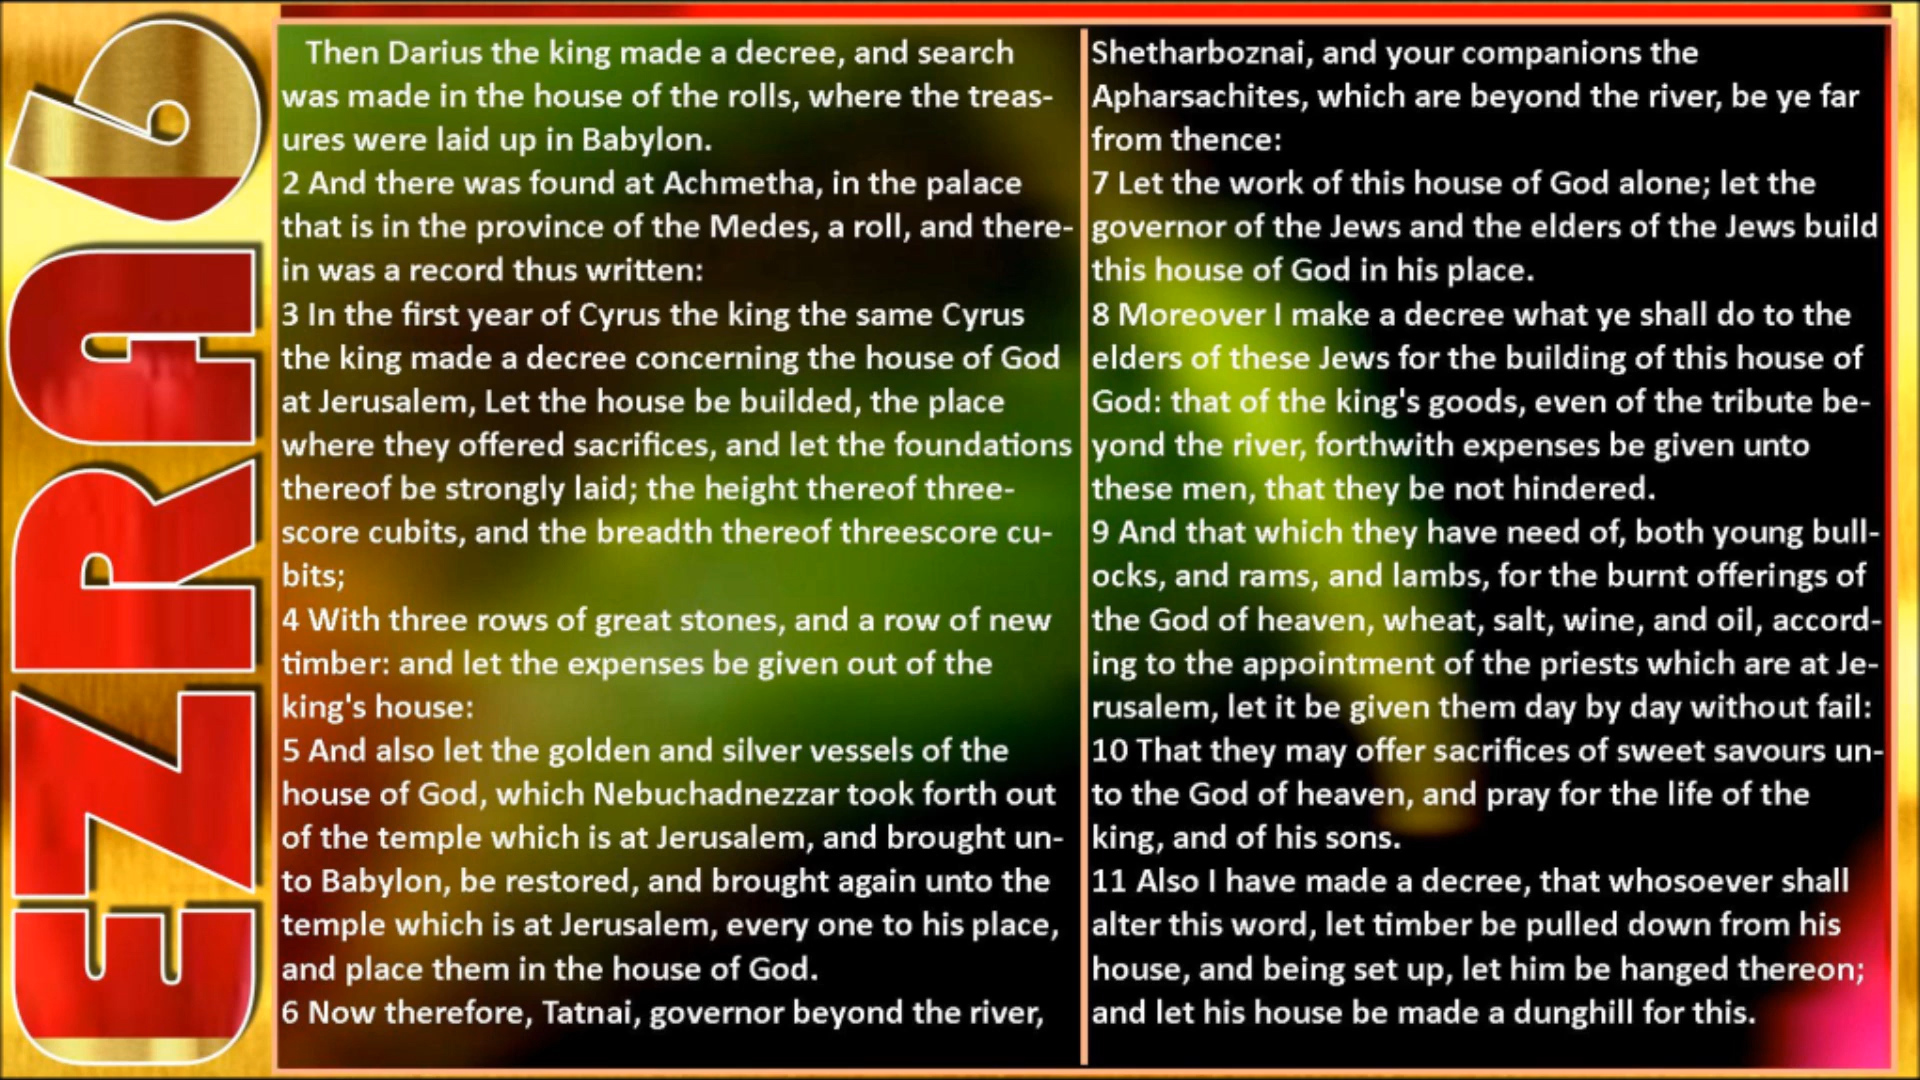 EZRA 6
Then Darius the king made a decree, and search
was made in the house of the rolls, where the treas-
ures were laid up in Babylon.
2 And there was found at Achmetha, in the palace
that is in the province of the Medes, a roll, and there-
in was a record thus written:
3 In the first year of Cyrus the king the same Cyrus
the king made a decree concerning the house of God
at Jerusalem, Let the house be builded, the place
where they offered sacrifices, and let the foundations
thereof be strongly laid; the height thereof three-
score cubits, and the breadth thereof threescore cu-
bits;
4 With three rows of great stones, and a row of new
timber: and let the expenses be given out of the
king's house:
5 And also let the golden and silver vessels of the
house of God, which Nebuchadnezzar took forth out
of the temple which is at Jerusalem, and brought un-
to Babylon, be restored, and brought again unto the
temple which is at Jerusalem, every one to his place,
and place them in the house of God.
6 Now therefore, Tatnai, governor beyond the river,
Shetharboznai, and your companions the
Apharsachites, which are beyond the river, be ye far
from thence:
7 Let the work of this house of God alone; let the
governor of the Jews and the elders of the Jews build
this house of God in his place.
8 Moreover I make a decree what ye shall do to the
elders of these Jews for the building of this house of
God: that of the king's goods, even of the tribute be-
yond the river, forthwith expenses be given unto
these men, that they be not hindered.
9 And that which they have need of, both young bull-
ocks, and rams, and lambs, for the burnt offerings of
the God of heaven, wheat, salt, wine, and oil, accord-
ing to the appointment of the priests which are at Je-
rusalem, let it be given them day by day without fail:
10 That they may offer sacrifices of sweet savours un-
to the God of heaven, and pray for the life of the
king, and of his sons.
11 Also I have made a decree, that whosoever shall
alter this word, let timber be pulled down from his
house, and being set up, let him be hanged thereon;
and let his house be made a dunghill for this.